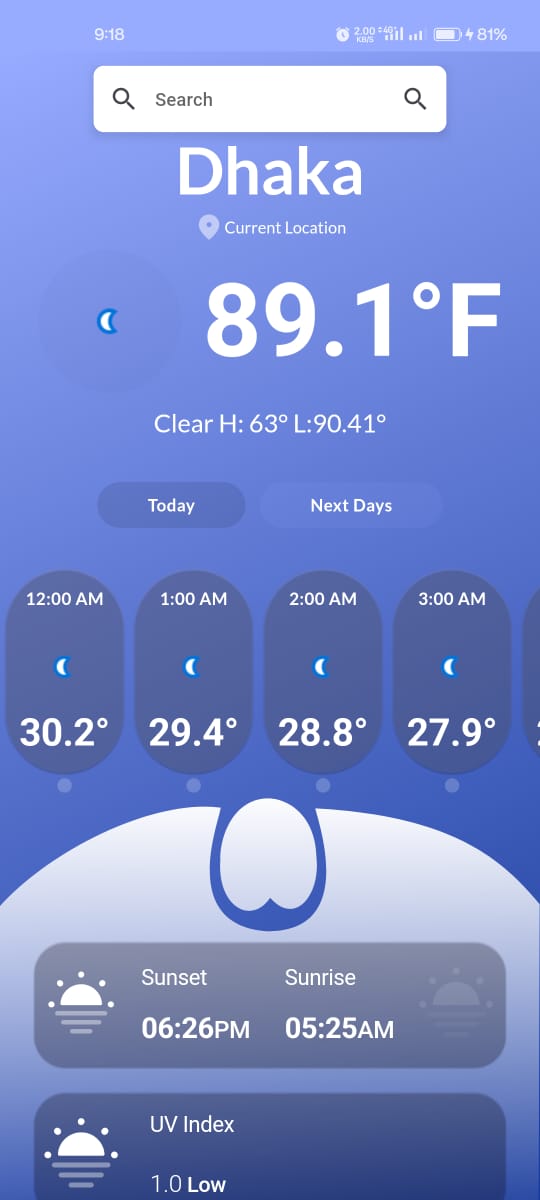 9:18 2.00 KB/S 4G+ 81%
Search
Dhaka
Current Location
89.1°F
Clear H: 63° L:90.41°
Today Next Days
12:00 AM 1:00 AM 2:00 AM 3:00 AM
30.2° 29.4° 28.8° 27.9°
Sunset Sunrise
06:26PM 05:25AM
UV Index
1.0 Low